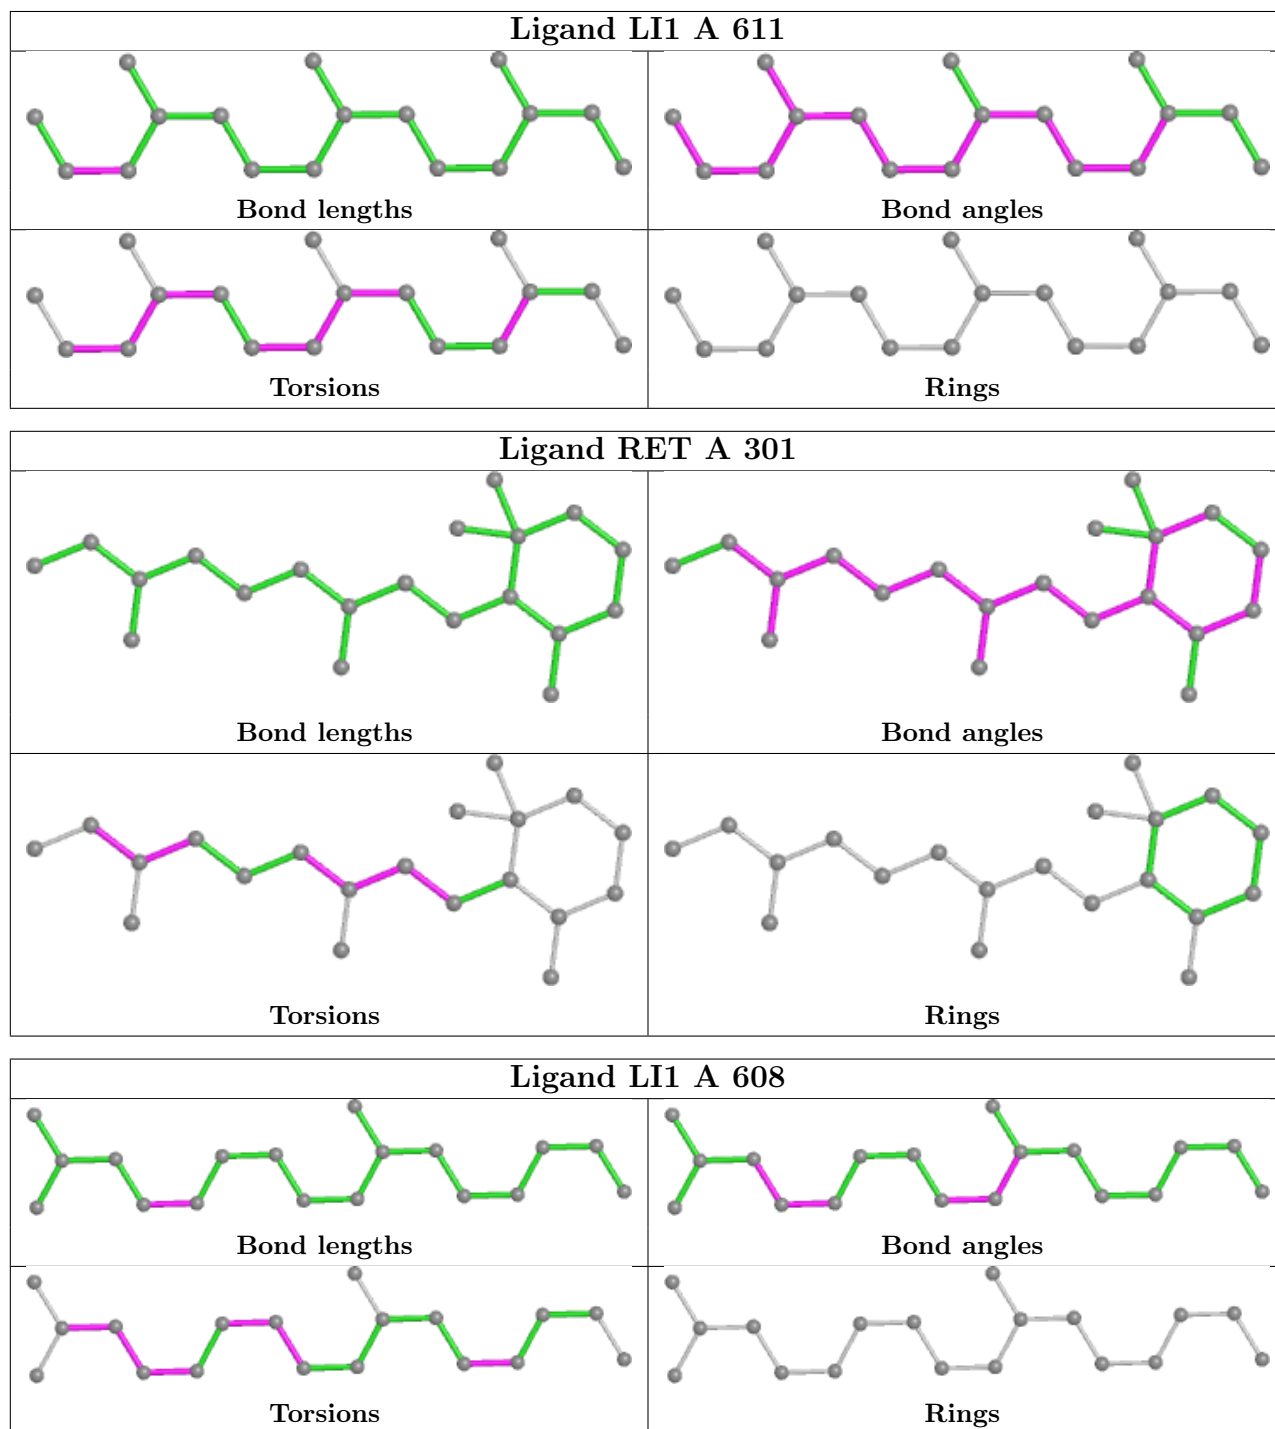 Ligand LI1 A 611
Bond lengths
Bond angles
Torsions
Rings
Ligand RET A 301
Bond lengths
Bond angles
Torsions
Rings
Ligand LI1 A 608
Bond lengths
Bond angles
Torsions
Rings